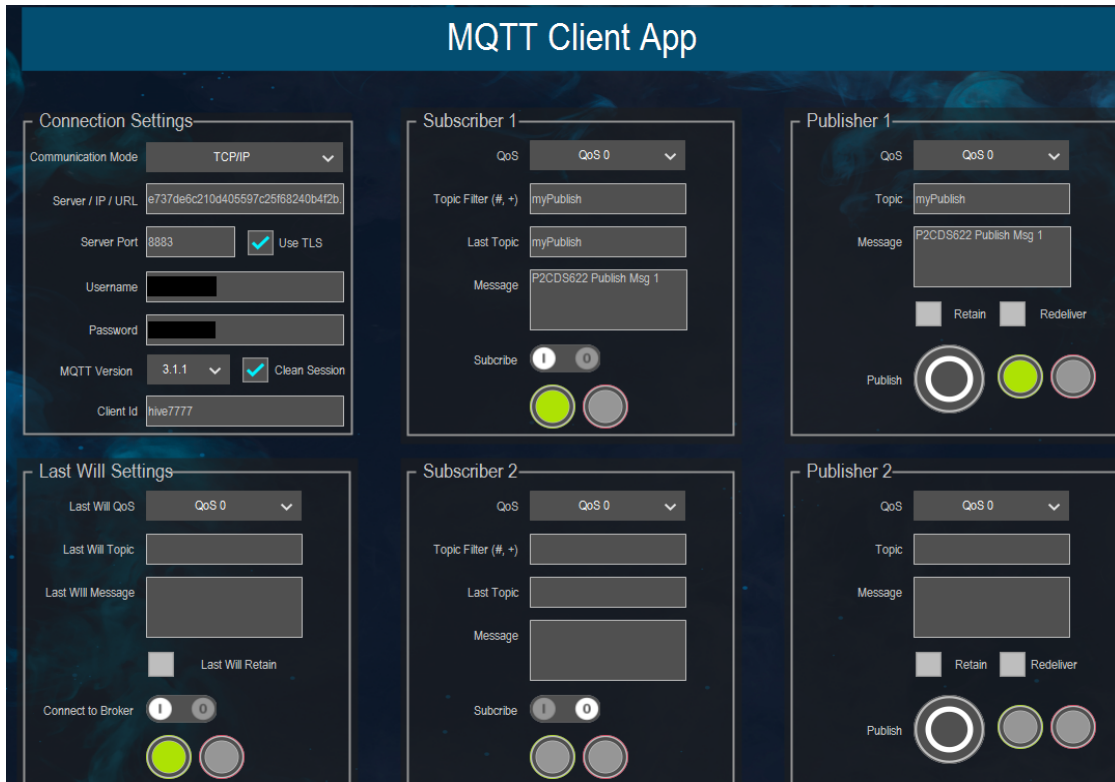 MQTT Client App
Connection Settings
Communication Mode TCP/IP
Server / IP / URL e737de6c210d405597c25f68240b4f2b.
Server Port 8883 Use TLS
Username
Password
MQTT Version 3.1.1 Clean Session
Client Id hive7777
Subscriber 1
QoS QoS 0
Topic Filter (#, +) myPublish
Last Topic myPublish
Message P2CDS622 Publish Msg 1
Subcribe I O
Publisher 1
QoS QoS 0
Topic myPublish
Message P2CDS622 Publish Msg 1
Retain Redeliver
Publish
Last Will Settings
Last Will QoS QoS 0
Last Will Topic
Last Will Message
Last Will Retain
Connect to Broker I O
Subscriber 2
QoS QoS 0
Topic Filter (#, +)
Last Topic
Message
Subcribe I O
Publisher 2
QoS QoS 0
Topic
Message
Retain Redeliver
Publish